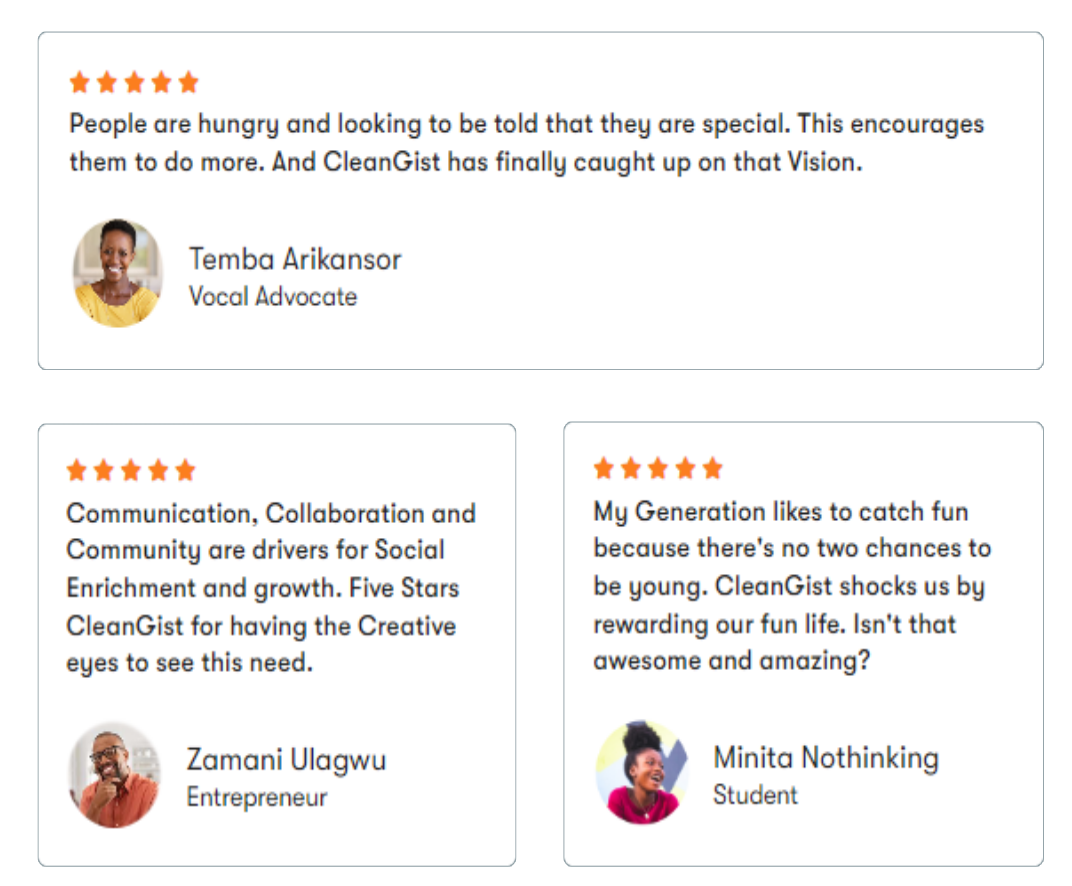 People are hungry and looking to be told that they are special. This encourages
them to do more. And CleanGist has finally caught up on that Vision.
Temba Arikansor
Vocal Advocate
Communication, Collaboration and
Community are drivers for Social
Enrichment and growth. Five Stars
CleanGist for having the Creative
eyes to see this need.
Zamani Ulagwu
Entrepreneur
My Generation likes to catch fun
because there's no two chances to
be young. CleanGist shocks us by
rewarding our fun life. Isn't that
awesome and amazing?
Minita Nothinking
Student